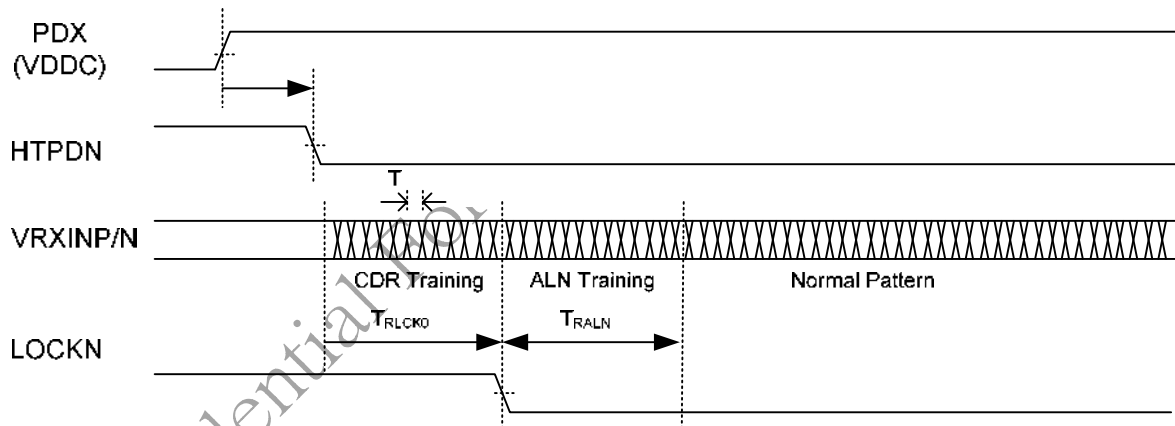 PDX
(VDDC)
HTPDN
T
VRXINP/N
CDR Training
ALN Training
Normal Pattern
TRLCK0
TRALN
LOCKN